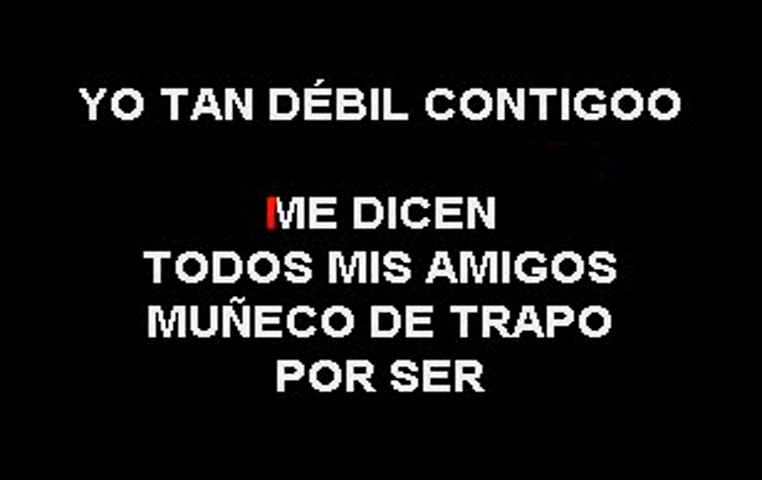 YO TAN DÉBIL CONTIGOO
ME DICEN
TODOS MIS AMIGOS
MUÑECO DE TRAPO
POR SER